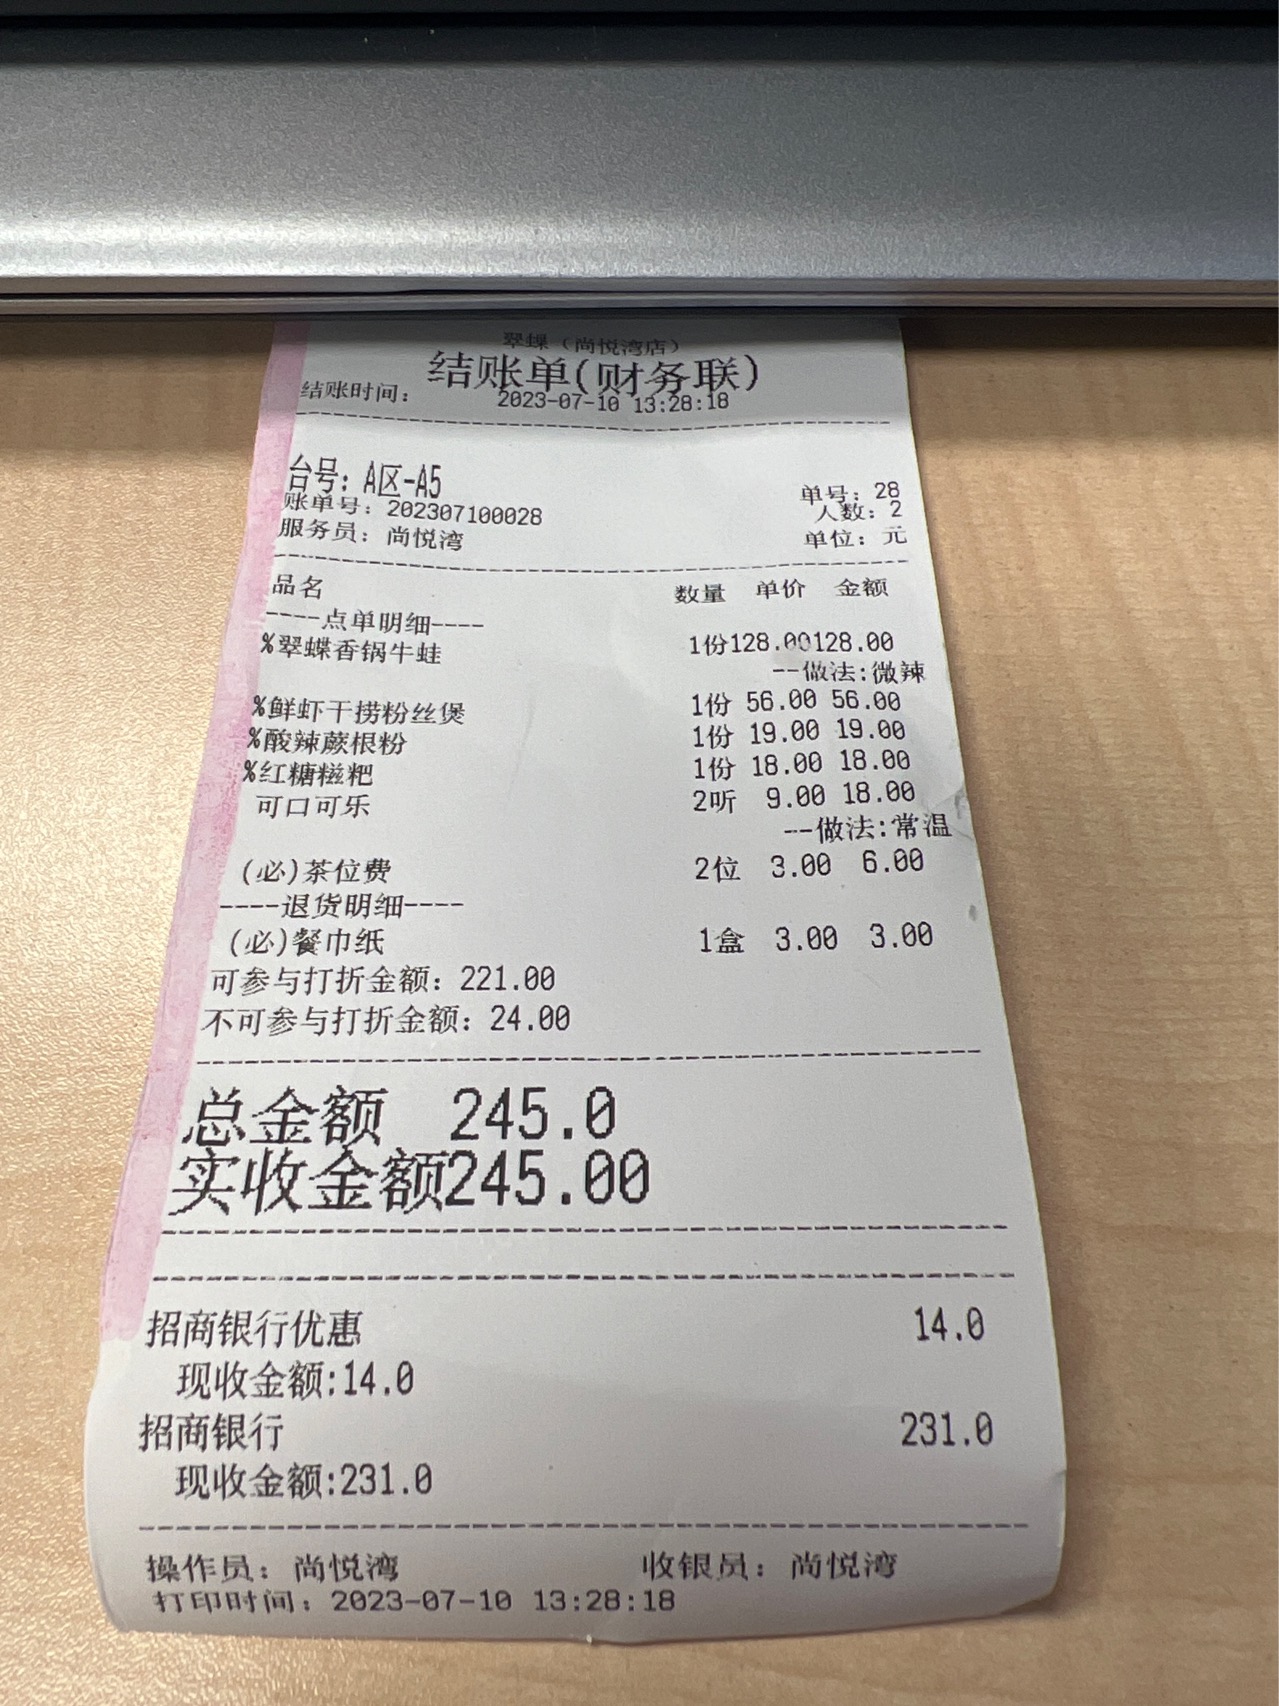 翠蝶（尚悦湾店）
结账单(财务联)
结账时间： 2023-07-10 13:28:18
台号：A区-A5
单号：28
账单号：202307100028 人数：2
服务员：尚悦湾 单位：元
品名 数量 单价 金额
----点单明细----
%翠蝶香锅牛蛙 1份128.00128.00
--做法:微辣
%鲜虾干捞粉丝煲 1份 56.00 56.00
%酸辣蕨根粉 1份 19.00 19.00
%红糖糍粑 1份 18.00 18.00
可口可乐 2听 9.00 18.00
--做法:常温
(必)茶位费 2位 3.00 6.00
----退货明细----
(必)餐巾纸 1盒 3.00 3.00
可参与打折金额：221.00
不可参与打折金额：24.00
总金额 245.0
实收金额245.00
招商银行优惠 14.0
现收金额:14.0
招商银行 231.0
现收金额:231.0
操作员：尚悦湾 收银员：尚悦湾
打印时间：2023-07-10 13:28:18